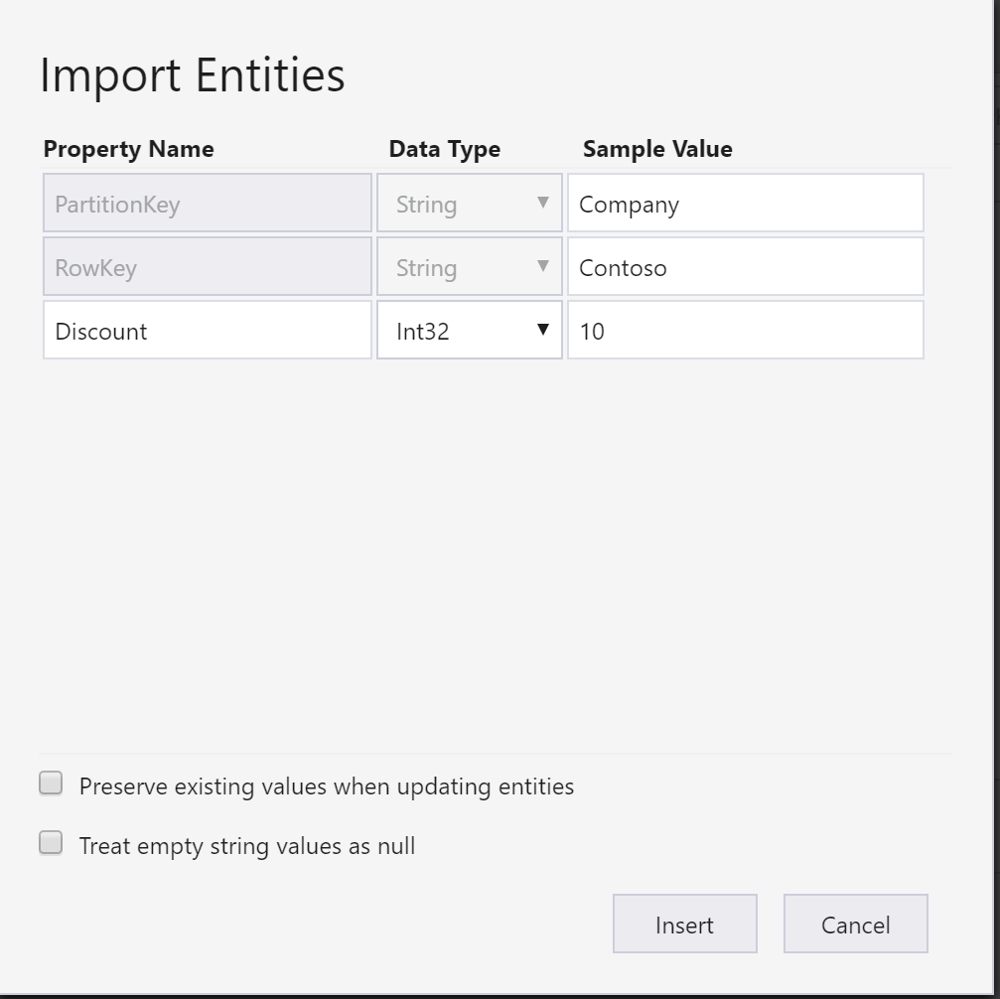 Import Entities
Property Name Data Type Sample Value
PartitionKey String Company
RowKey String Contoso
Discount Int32 10
Preserve existing values when updating entities
Treat empty string values as null
Insert Cancel